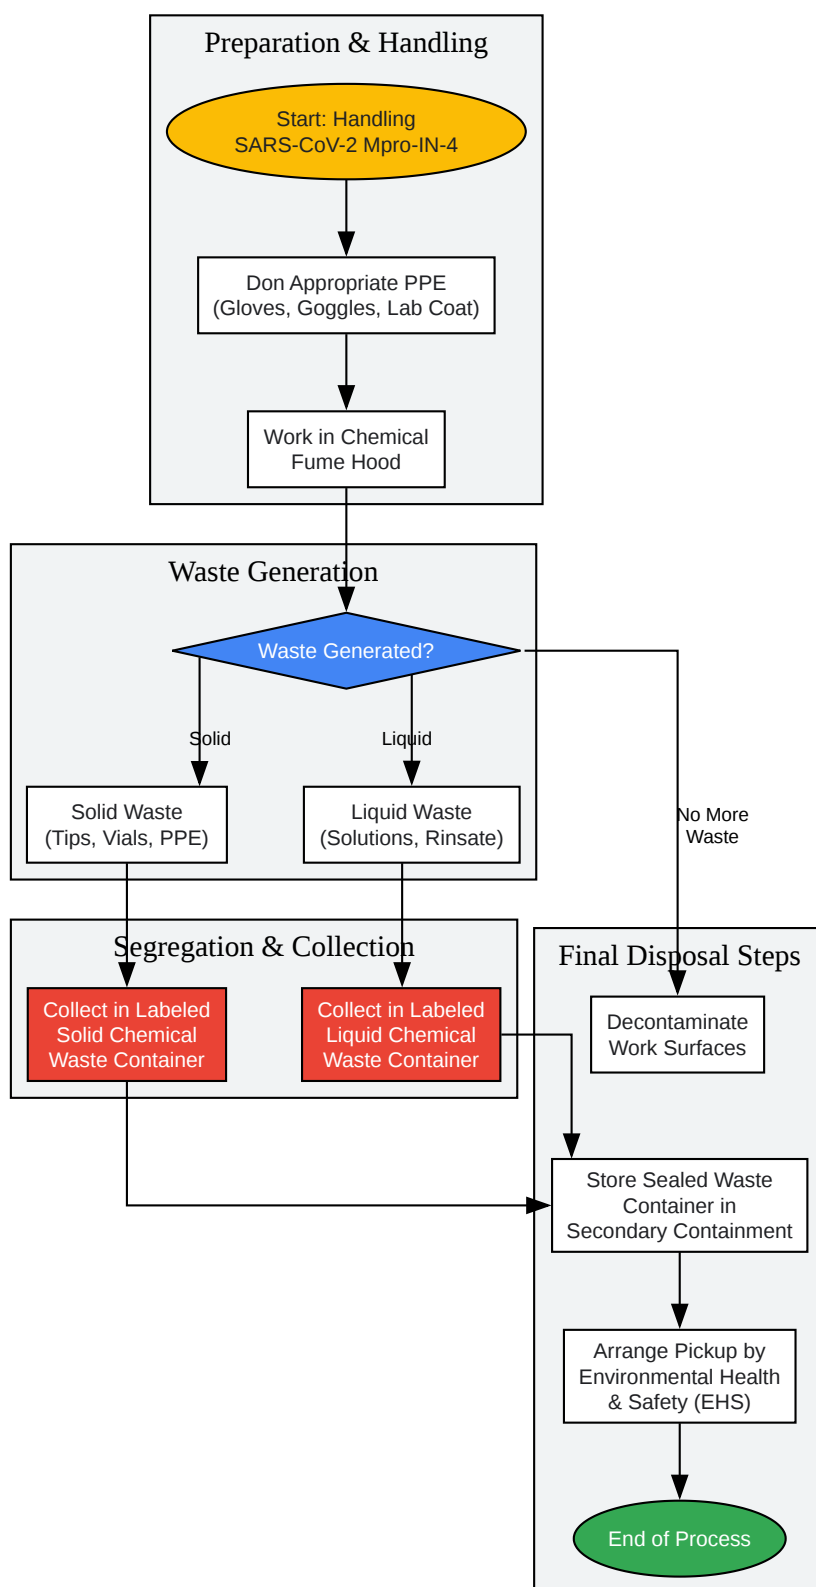 Preparation & Handling
Start: Handling
SARS-CoV-2 Mpro-IN-4
Don Appropriate PPE
(Gloves, Goggles, Lab Coat)
Work in Chemical
Fume Hood
Waste Generation
Waste Generated?
Solid
Liquid
Solid Waste
(Tips, Vials, PPE)
Liquid Waste
(Solutions, Rinsate)
No More
Waste
Segregation & Collection
Collect in Labeled
Solid Chemical
Waste Container
Collect in Labeled
Liquid Chemical
Waste Container
Final Disposal Steps
Decontaminate
Work Surfaces
Store Sealed Waste
Container in
Secondary Containment
Arrange Pickup by
Environmental Health
& Safety (EHS)
End of Process